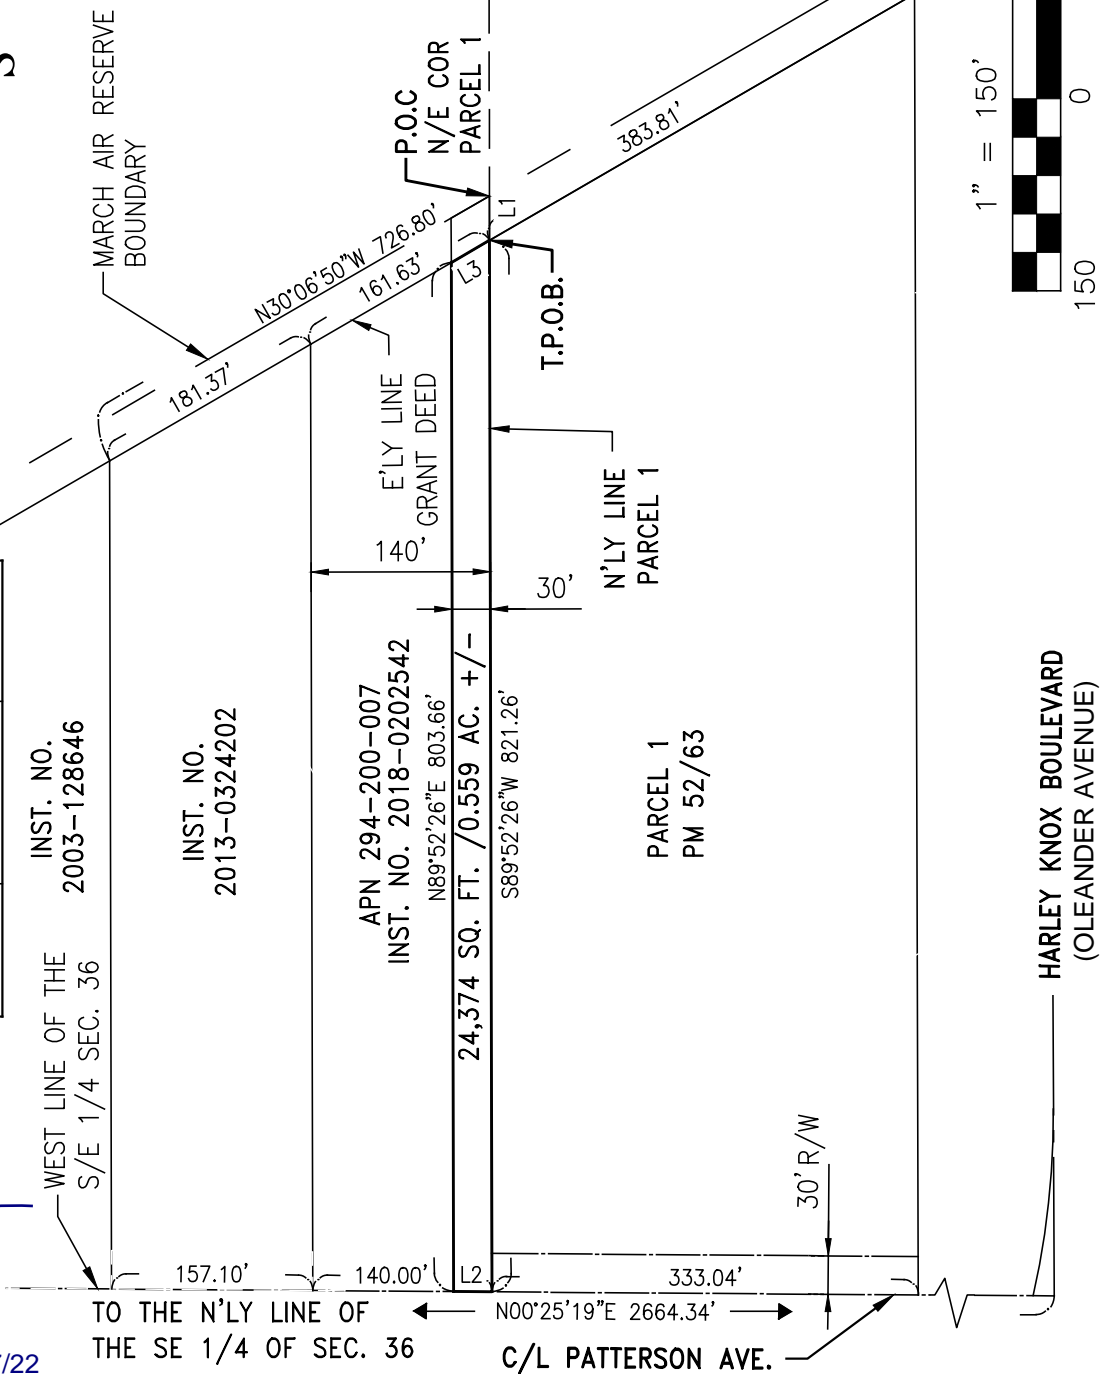 MARCH AIR RESERVE
BOUNDARY
P.O.C
N/E COR
PARCEL 1
N30°06'50"W 726.80'
383.81'
L1
L3
161.63'
181.37'
T.P.O.B.
1" = 150'
0
150
E'LY LINE
GRANT DEED
140'
30'
N'LY LINE
PARCEL 1
INST. NO.
2003-128646
INST. NO.
2013-0324202
APN 294-200-007
INST. NO. 2018-0202542
N89°52'26"E 803.66'
24,374 SQ. FT. /0.559 AC. +/-
S89°52'26"W 821.26'
PARCEL 1
PM 52/63
HARLEY KNOX BOULEVARD
(OLEANDER AVENUE)
WEST LINE OF THE
S/E 1/4 SEC. 36
30' R/W
157.10'
140.00'
L2
333.04'
N00°25'19"E 2664.34'
TO THE N'LY LINE OF
THE SE 1/4 OF SEC. 36
C/L PATTERSON AVE.
/22